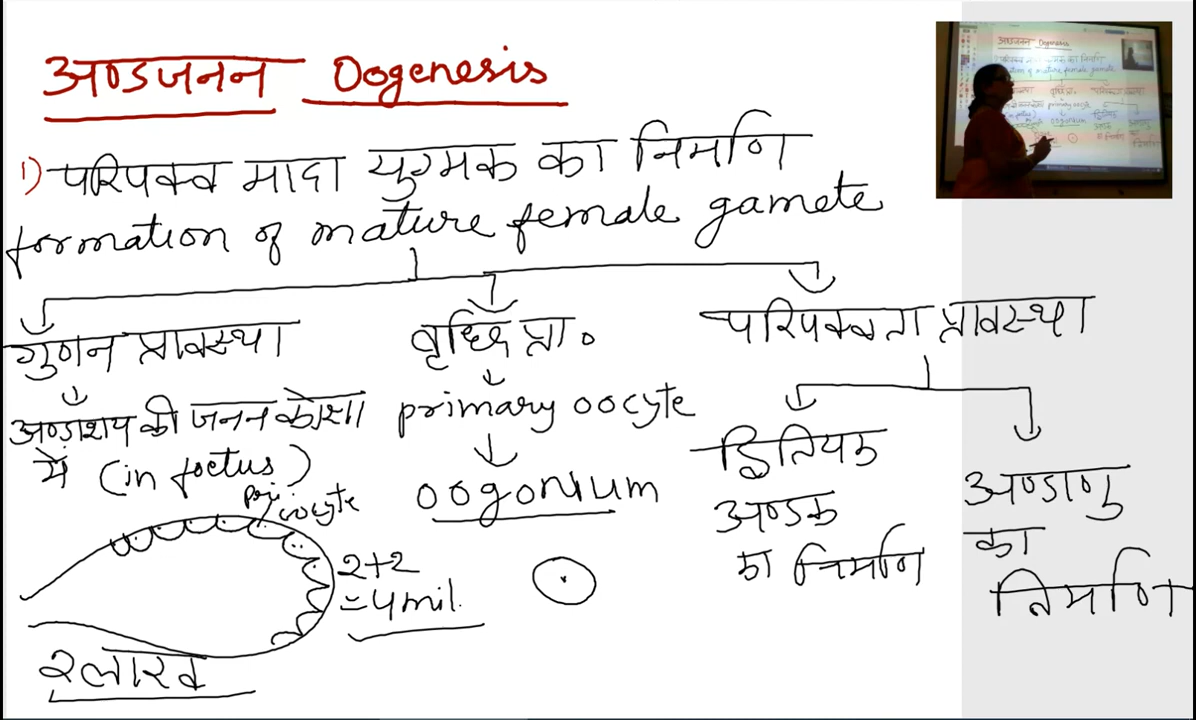 अण्डजनन Oogenesis
1) परिपक्व मादा युग्मक का निर्माण
formation of mature female gamete
गुणन प्रावस्था
वृध्दि प्रा०
परिपक्वता प्रावस्था
अण्डाशय की जनन कोशा
में (in foetus)
primary oocyte
oogonium
pri oocyte
2+2
=4mil.
२लाख
द्वितियक
अण्डक
का निर्माण
अण्डाणु
का
निर्माण